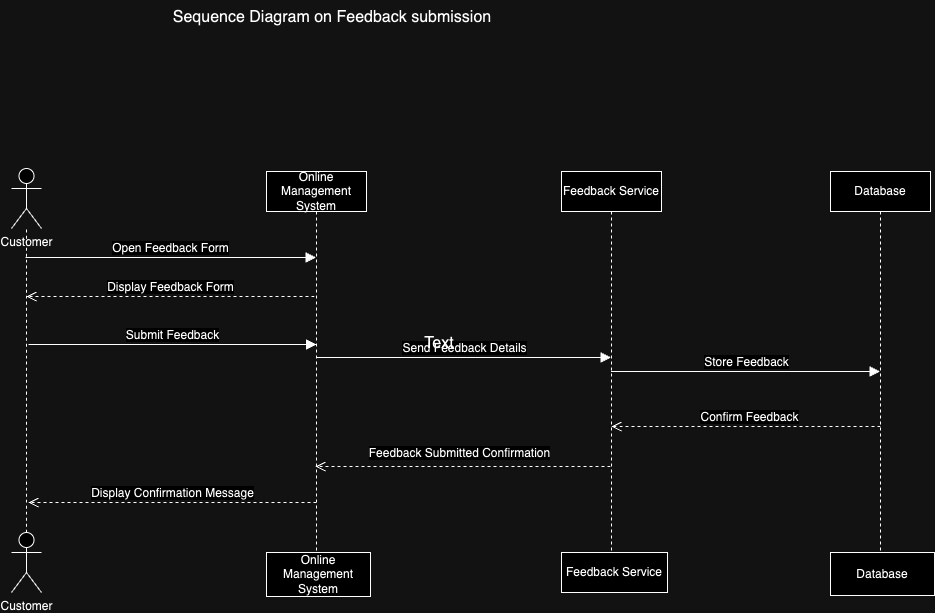 Sequence Diagram on Feedback submission
Online
Management
System
Feedback Service
Database
Customer
Open Feedback Form
Display Feedback Form
Submit Feedback
Text
Send Feedback Details
Store Feedback
Confirm Feedback
Feedback Submitted Confirmation
Display Confirmation Message
Online
Management
System
Feedback Service
Database
Customer